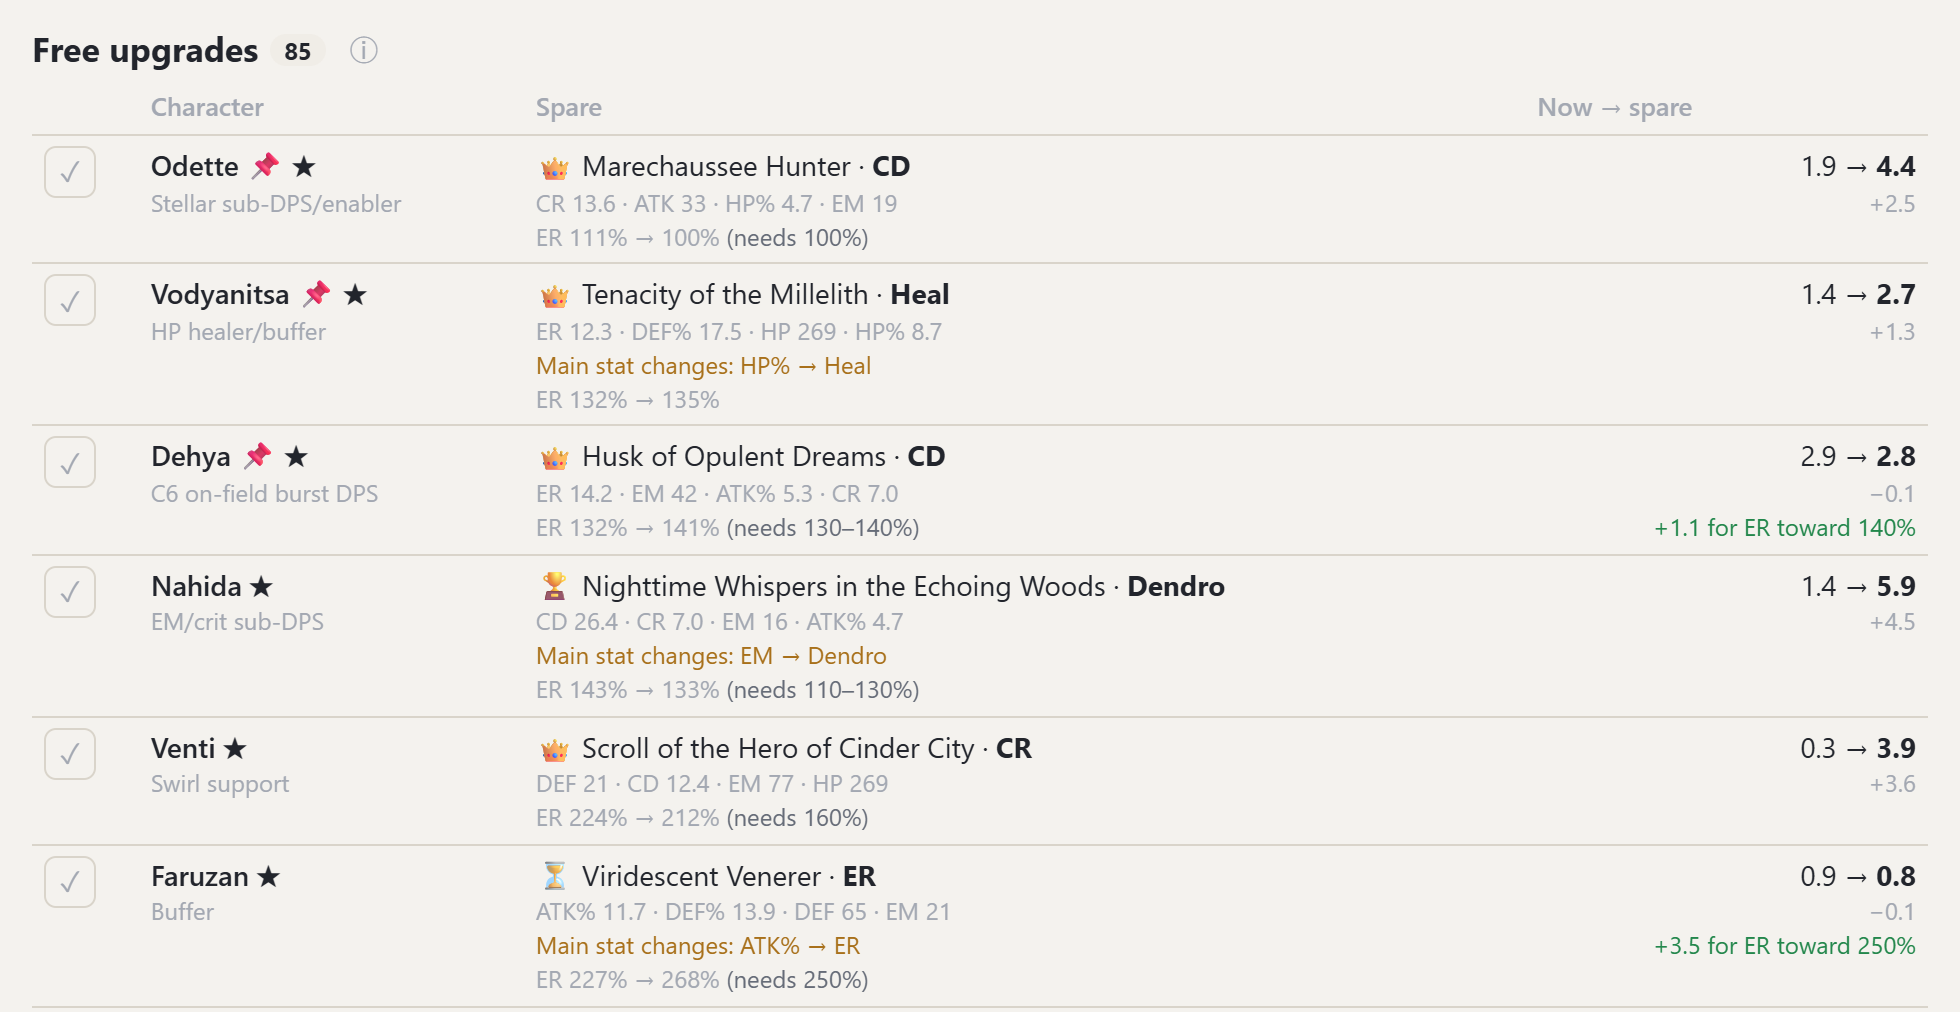 Free upgrades 85 ⓘ
Character Spare Now → spare
✓ Odette 📌 ★ 👑 Marechaussee Hunter · CD 1.9 → 4.4
Stellar sub-DPS/enabler CR 13.6 · ATK 33 · HP% 4.7 · EM 19 +2.5
ER 111% → 100% (needs 100%)
✓ Vodyanitsa 📌 ★ 👑 Tenacity of the Millelith · Heal 1.4 → 2.7
HP healer/buffer ER 12.3 · DEF% 17.5 · HP 269 · HP% 8.7 +1.3
Main stat changes: HP% → Heal
ER 132% → 135%
✓ Dehya 📌 ★ 👑 Husk of Opulent Dreams · CD 2.9 → 2.8
C6 on-field burst DPS ER 14.2 · EM 42 · ATK% 5.3 · CR 7.0 −0.1
ER 132% → 141% (needs 130–140%) +1.1 for ER toward 140%
✓ Nahida ★ 🏆 Nighttime Whispers in the Echoing Woods · Dendro 1.4 → 5.9
EM/crit sub-DPS CD 26.4 · CR 7.0 · EM 16 · ATK% 4.7 +4.5
Main stat changes: EM → Dendro
ER 143% → 133% (needs 110–130%)
✓ Venti ★ 👑 Scroll of the Hero of Cinder City · CR 0.3 → 3.9
Swirl support DEF 21 · CD 12.4 · EM 77 · HP 269 +3.6
ER 224% → 212% (needs 160%)
✓ Faruzan ★ ⏳ Viridescent Venerer · ER 0.9 → 0.8
Buffer ATK% 11.7 · DEF% 13.9 · DEF 65 · EM 21 −0.1
Main stat changes: ATK% → ER +3.5 for ER toward 250%
ER 227% → 268% (needs 250%)